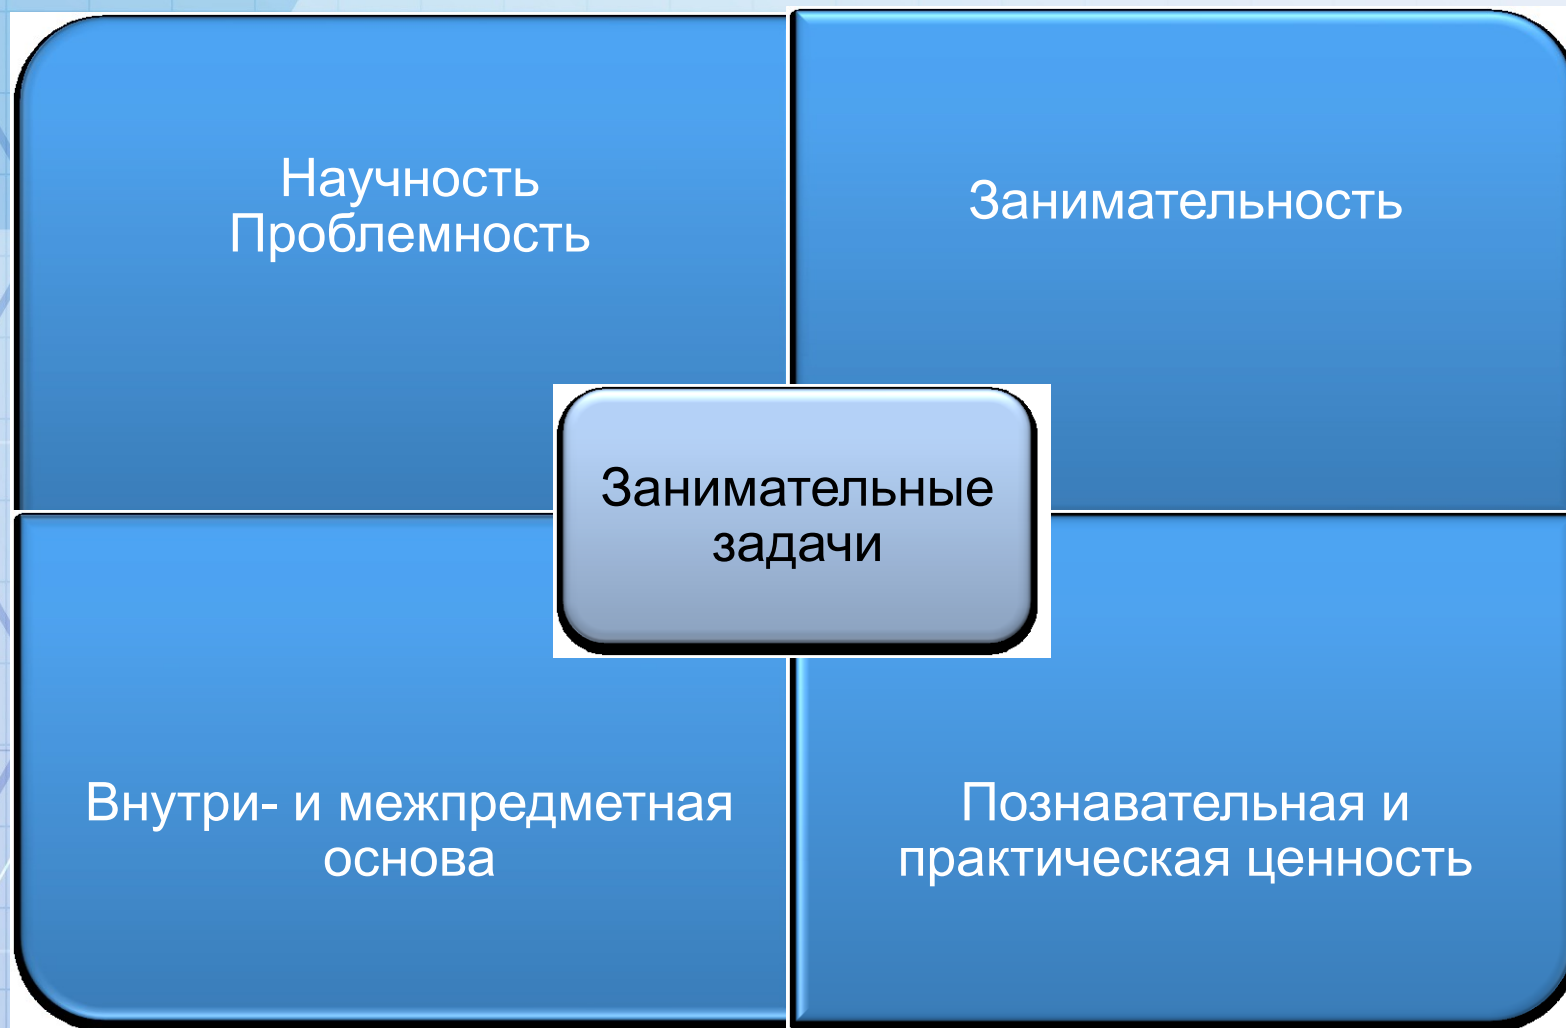 Научность
Проблемность
Занимательность
Занимательные
задачи
Внутри- и межпредметная
основа
Познавательная и
практическая ценность